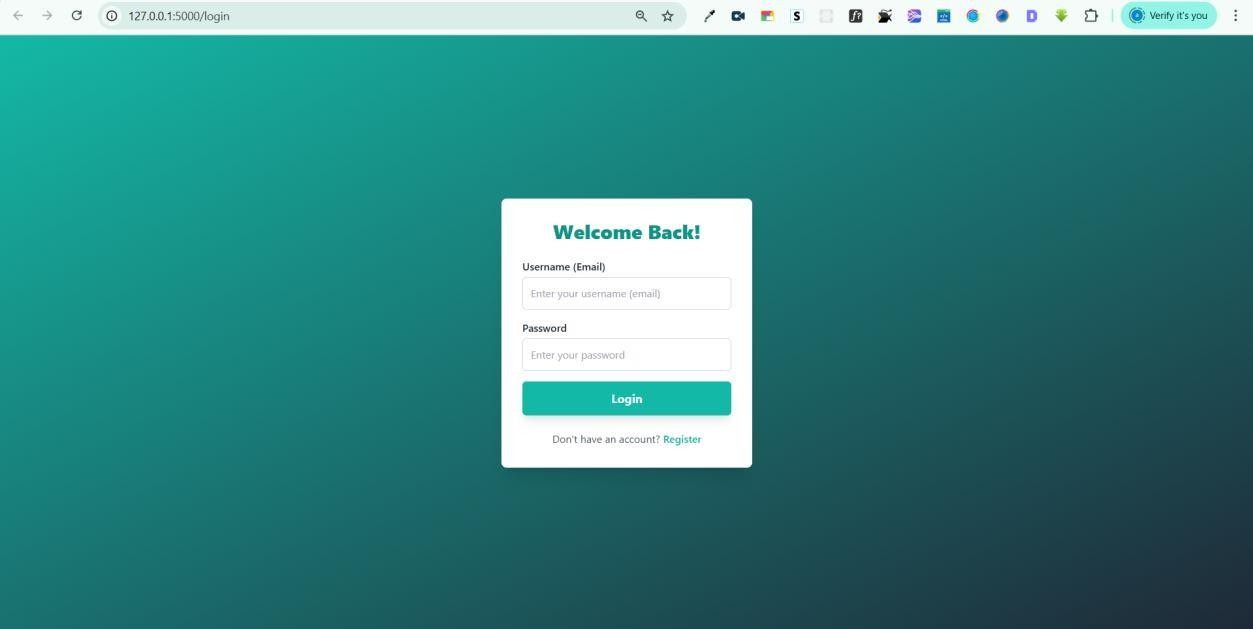 127.0.0.1:5000/login
S
f?
Verify it's you
Welcome Back!
Username (Email)
Enter your username (email)
Password
Enter your password
Login
Don't have an account? Register